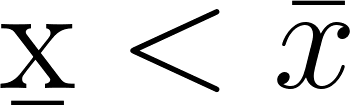 x̲ < x̄